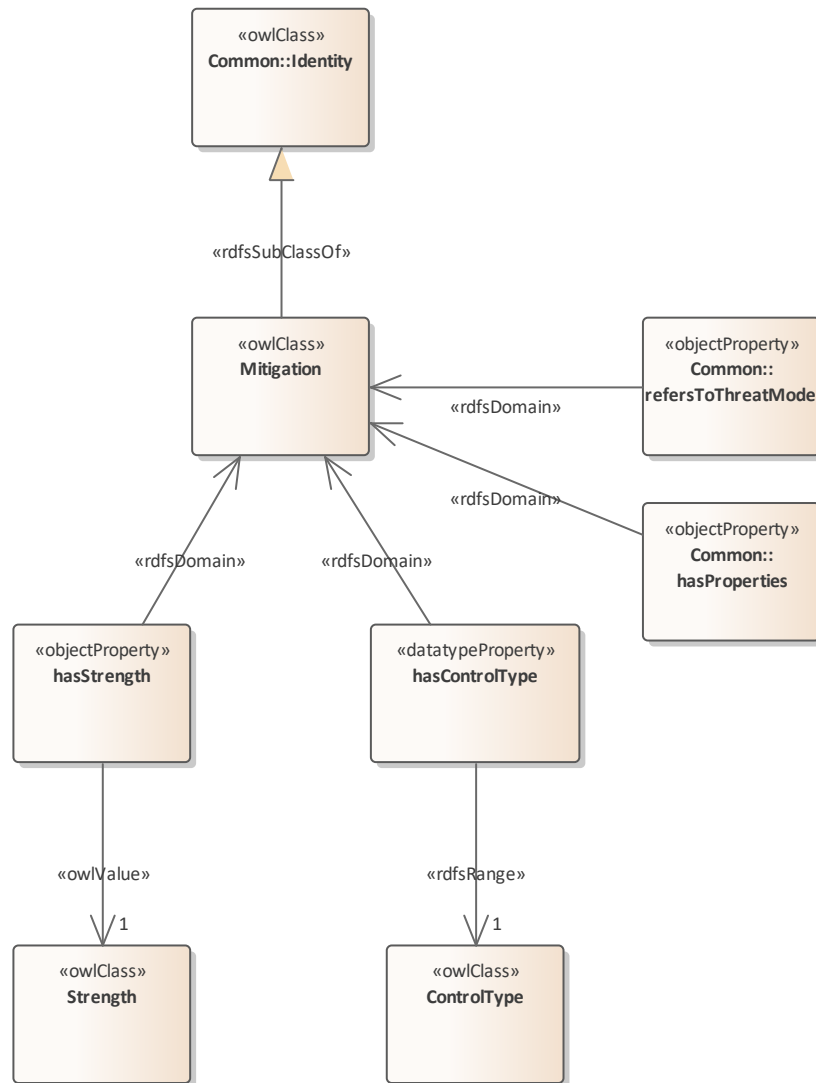 «owlClass»
Common::Identity
«rdfsSubClassOf»
«owlClass»
Mitigation
«objectProperty»
Common::
refersToThreatMode
«rdfsDomain»
«rdfsDomain»
«objectProperty»
Common::
hasProperties
«rdfsDomain»
«rdfsDomain»
«objectProperty»
hasStrength
«datatypeProperty»
hasControlType
«owlValue»
«rdfsRange»
1
1
«owlClass»
Strength
«owlClass»
ControlType